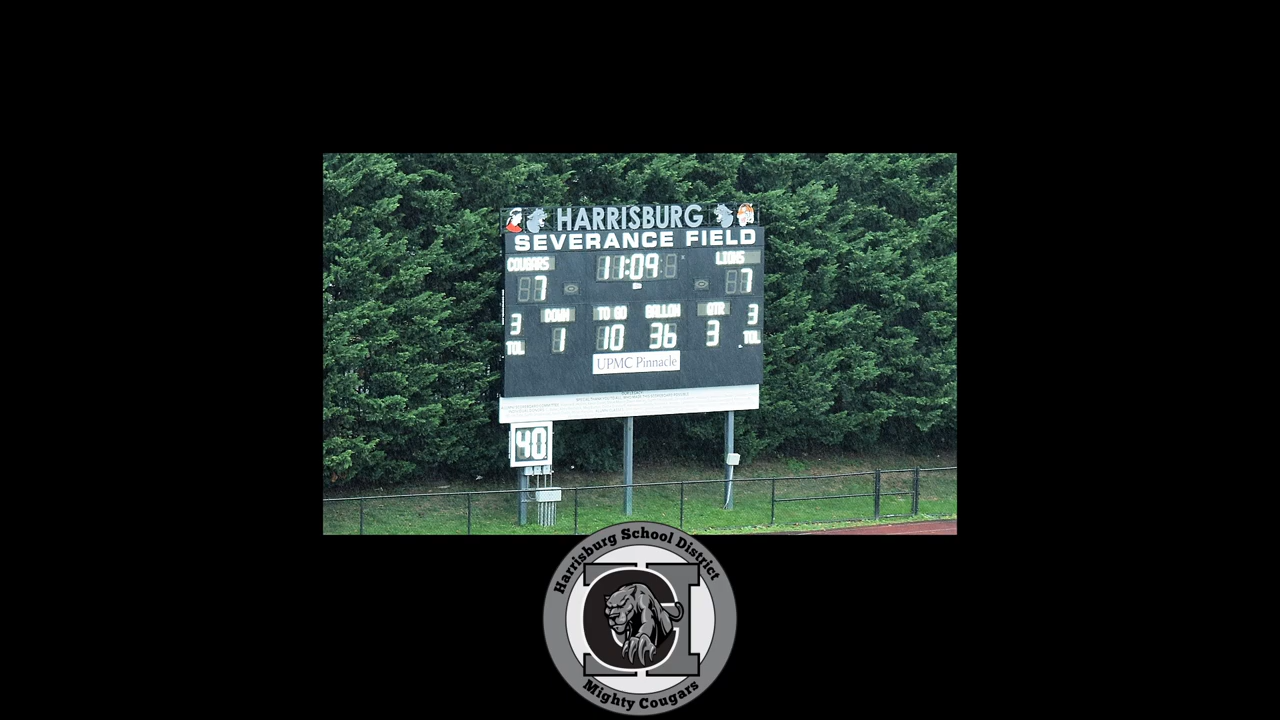 HARRISBURG
SEVERANCE FIELD
COUGARS 11:09 LIONS
7 7
DOWN TO GO BALL ON QTR
3 1 10 36 3 3
TOL TOL
UPMC Pinnacle
40
Harrisburg School District
H
Mighty Cougars